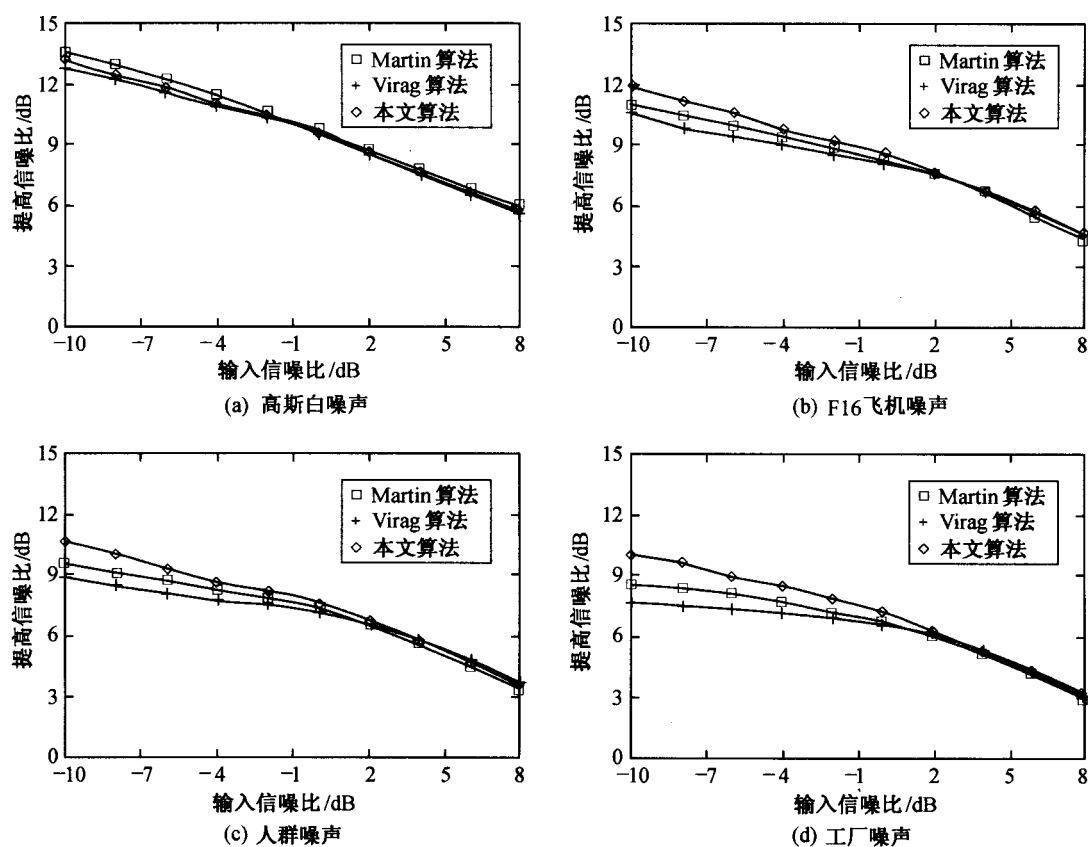 15
12
9
6
3
0
提高信噪比/dB
□ Martin 算法
+ Virag 算法
◇ 本文算法
−10 −7 −4 −1 2 5 8
输入信噪比/dB
(a) 高斯白噪声
15
12
9
6
3
0
提高信噪比/dB
□ Martin 算法
+ Virag 算法
◇ 本文算法
−10 −7 −4 −1 2 5 8
输入信噪比/dB
(b) F16飞机噪声
15
12
9
6
3
0
提高信噪比/dB
□ Martin 算法
+ Virag 算法
◇ 本文算法
−10 −7 −4 −1 2 5 8
输入信噪比/dB
(c) 人群噪声
15
12
9
6
3
0
提高信噪比/dB
□ Martin 算法
+ Virag 算法
◇ 本文算法
−10 −7 −4 −1 2 5 8
输入信噪比/dB
(d) 工厂噪声